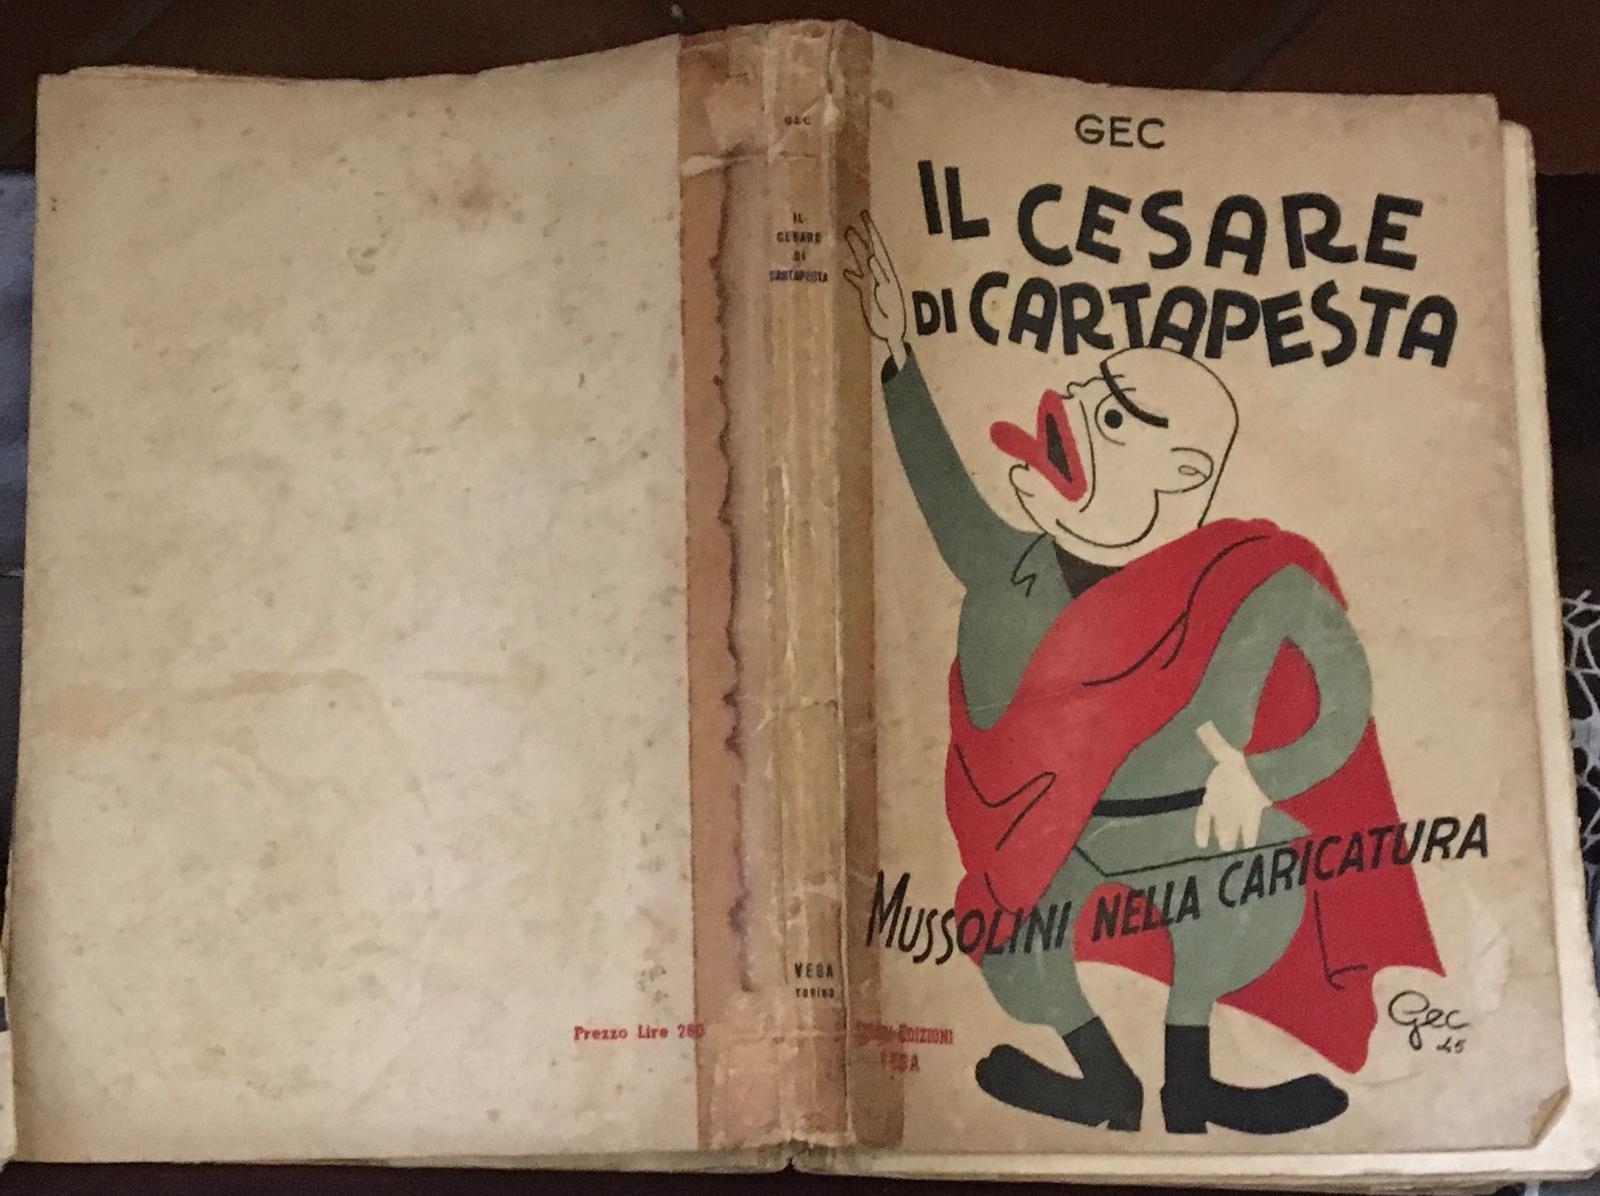 GEC
IL CESARE
DI CARTAPESTA
MUSSOLINI NELLA CARICATURA
Gec
45
EDIZIONI
VEGA
GEC
IL
CESARE
DI
CARTAPESTA
VEGA
TORINO
Prezzo Lire